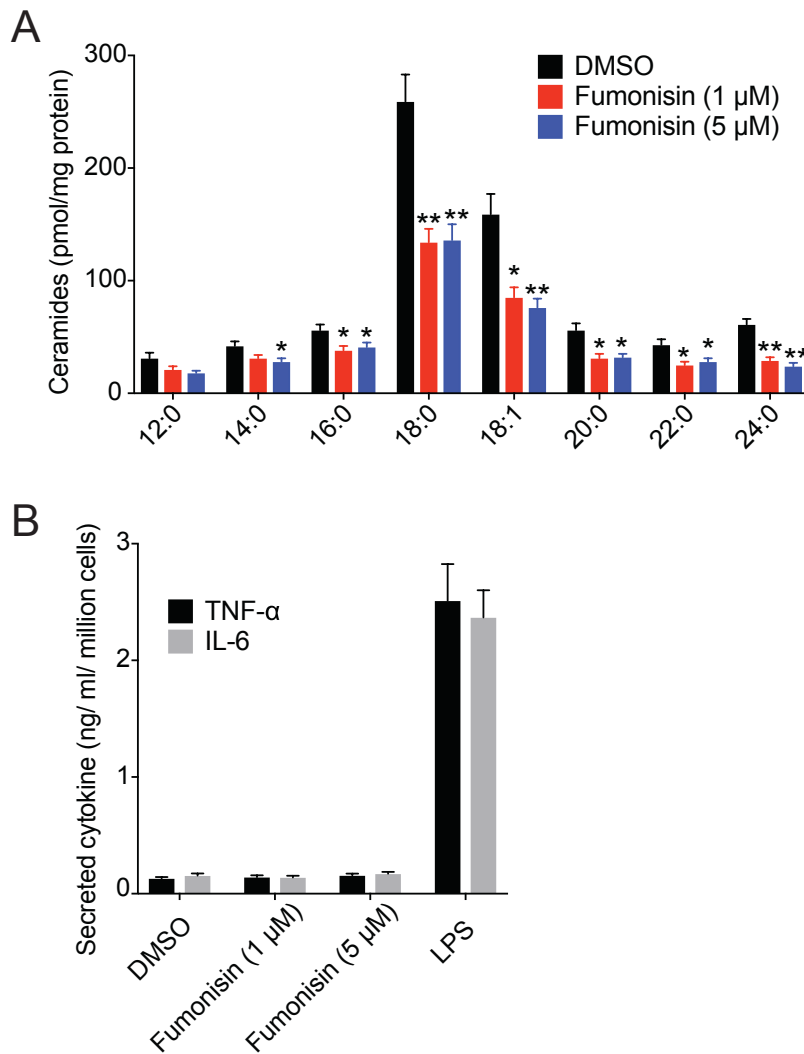 A
Ceramides (pmol/mg protein)
300
200
100
0
DMSO
Fumonisin (1 µM)
Fumonisin (5 µM)
** **
* **
*
* *
* *
* *
** **
12:0 14:0 16:0 18:0 18:1 20:0 22:0 24:0
B
Secreted cytokine (ng/ ml/ million cells)
3
2
1
0
TNF-α
IL-6
DMSO
Fumonisin (1 µM)
Fumonisin (5 µM)
LPS